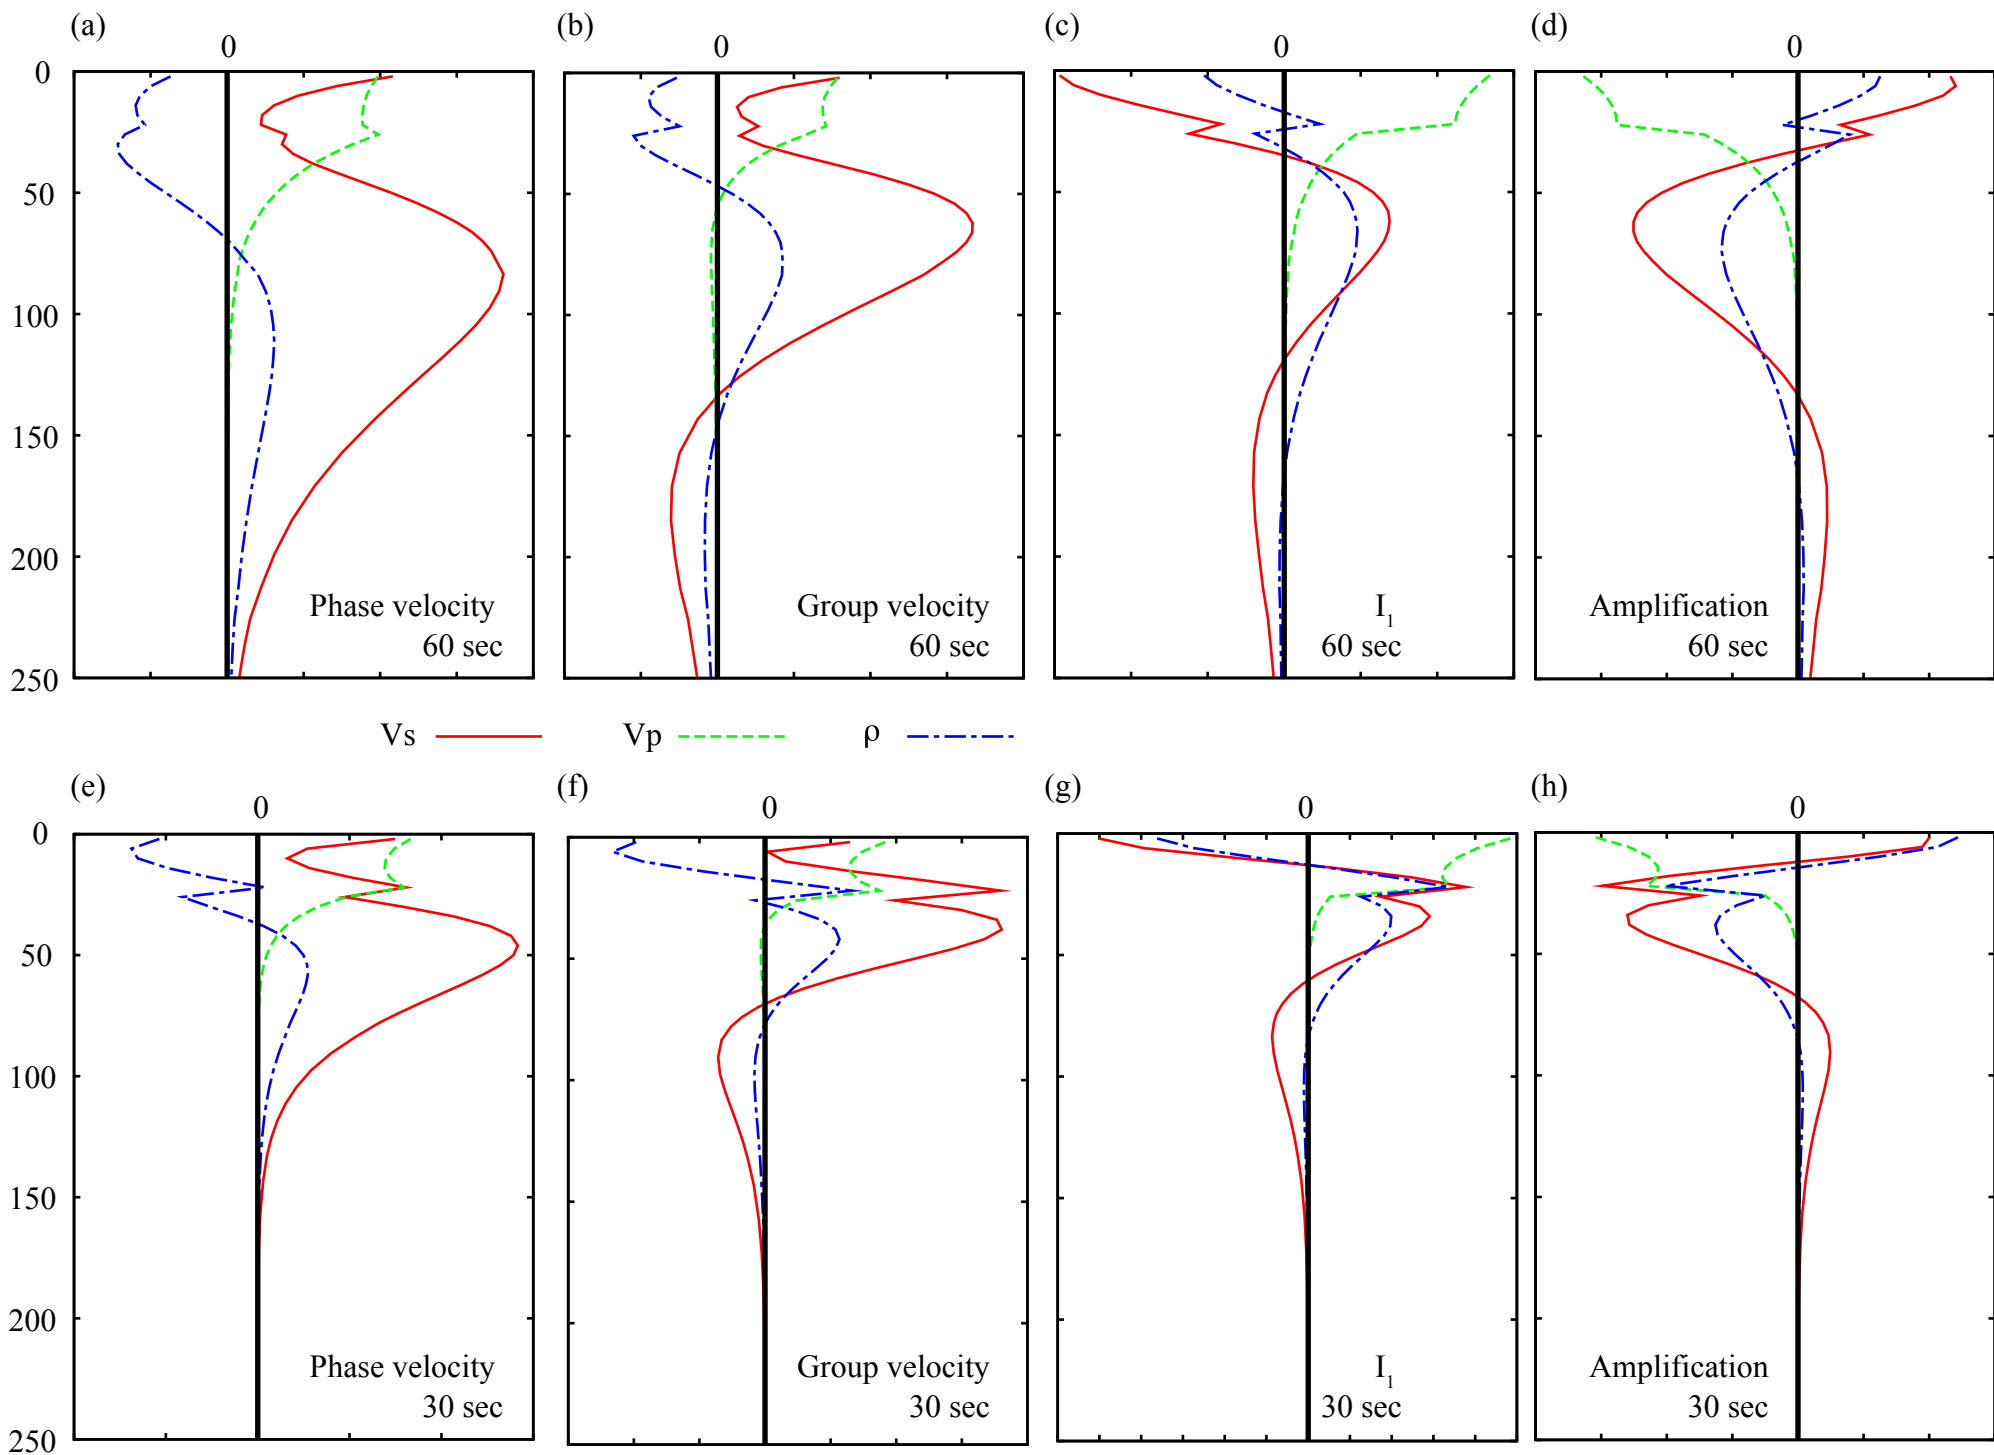 (a) (b) (c) (d)
0 0 0 0
0
50
100
150
200
250
Phase velocity
60 sec
Group velocity
60 sec
I1
60 sec
Amplification
60 sec
Vs Vp ρ
(e) (f) (g) (h)
0 0 0 0
0
50
100
150
200
250
Phase velocity
30 sec
Group velocity
30 sec
I1
30 sec
Amplification
30 sec